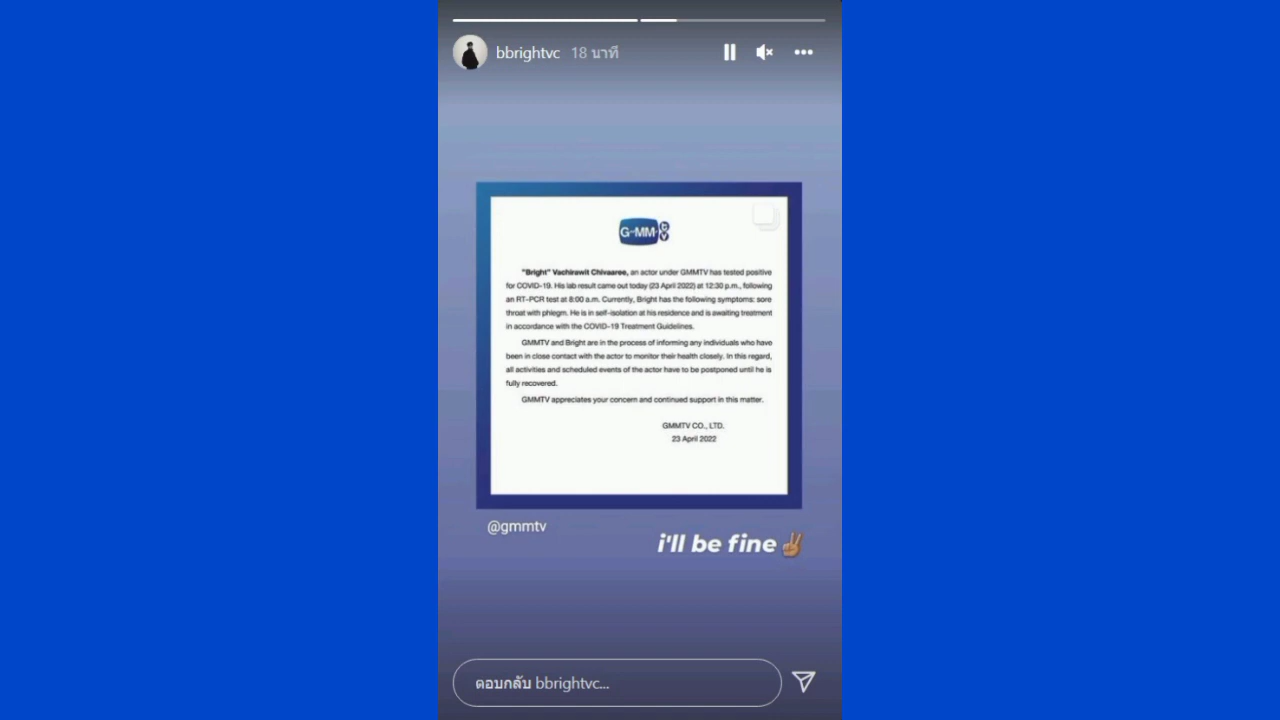 bbrightvc 18 นาที
G-MM-TV
"Bright" Vachirawit Chivaaree, an actor under GMMTV has tested positive
for COVID-19. His lab result came out today (23 April 2022) at 12:30 p.m., following
an RT-PCR test at 8:00 a.m. Currently, Bright has the following symptoms: sore
throat with phlegm. He is in self-isolation at his residence and is awaiting treatment
in accordance with the COVID-19 Treatment Guidelines.
GMMTV and Bright are in the process of informing any individuals who have
been in close contact with the actor to monitor their health closely. In this regard,
all activities and scheduled events of the actor have to be postponed until he is
fully recovered.
GMMTV appreciates your concern and continued support in this matter.
GMMTV CO., LTD.
23 April 2022
@gmmtv
i'll be fine✌🏾
ตอบกลับ bbrightvc...